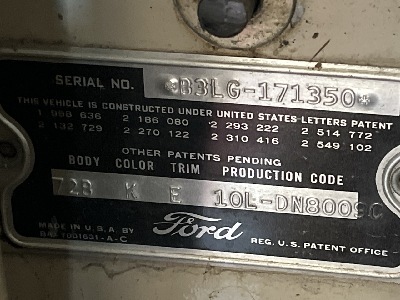 SERIAL NO. *B3LG-171350*
THIS VEHICLE IS CONSTRUCTED UNDER UNITED STATES LETTERS PATENT
1 998 636 2 186 080 2 293 222 2 514 772
2 132 729 2 270 122 2 310 416 2 549 102
OTHER PATENTS PENDING
BODY COLOR TRIM PRODUCTION CODE
72B K E 10L-DN8009C
MADE IN U.S.A. BY Ford
REG. U.S. PATENT OFFICE